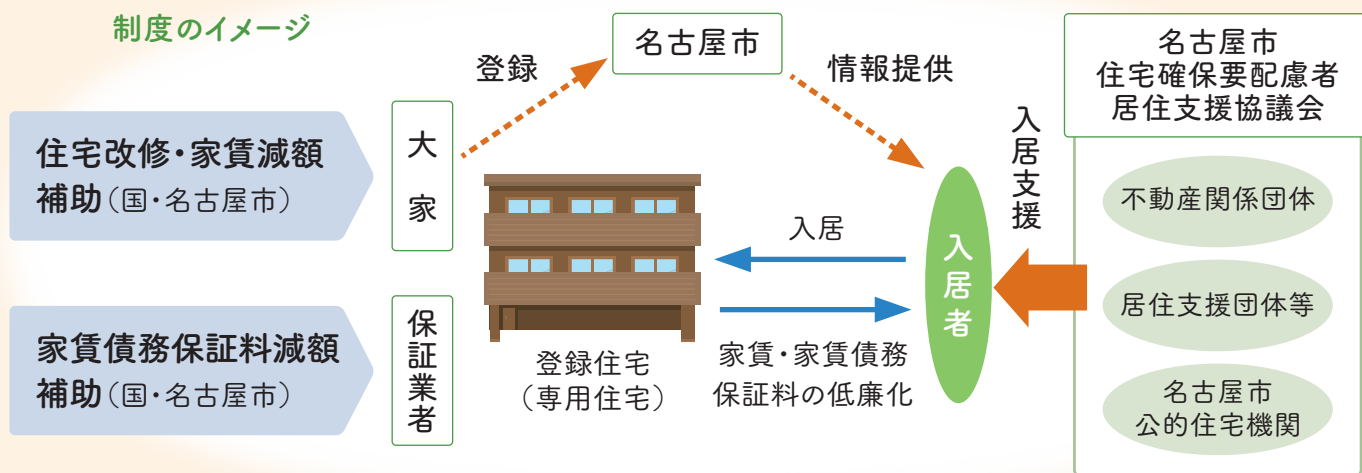 制度のイメージ
住宅改修・家賃減額
補助(国・名古屋市)
家賃債務保証料減額
補助(国・名古屋市)
大家
保証業者
登録
名古屋市
情報提供
登録住宅
(専用住宅)
入居
家賃・家賃債務
保証料の低廉化
入居者
入居支援
名古屋市
住宅確保要配慮者
居住支援協議会
不動産関係団体
居住支援団体等
名古屋市
公的住宅機関